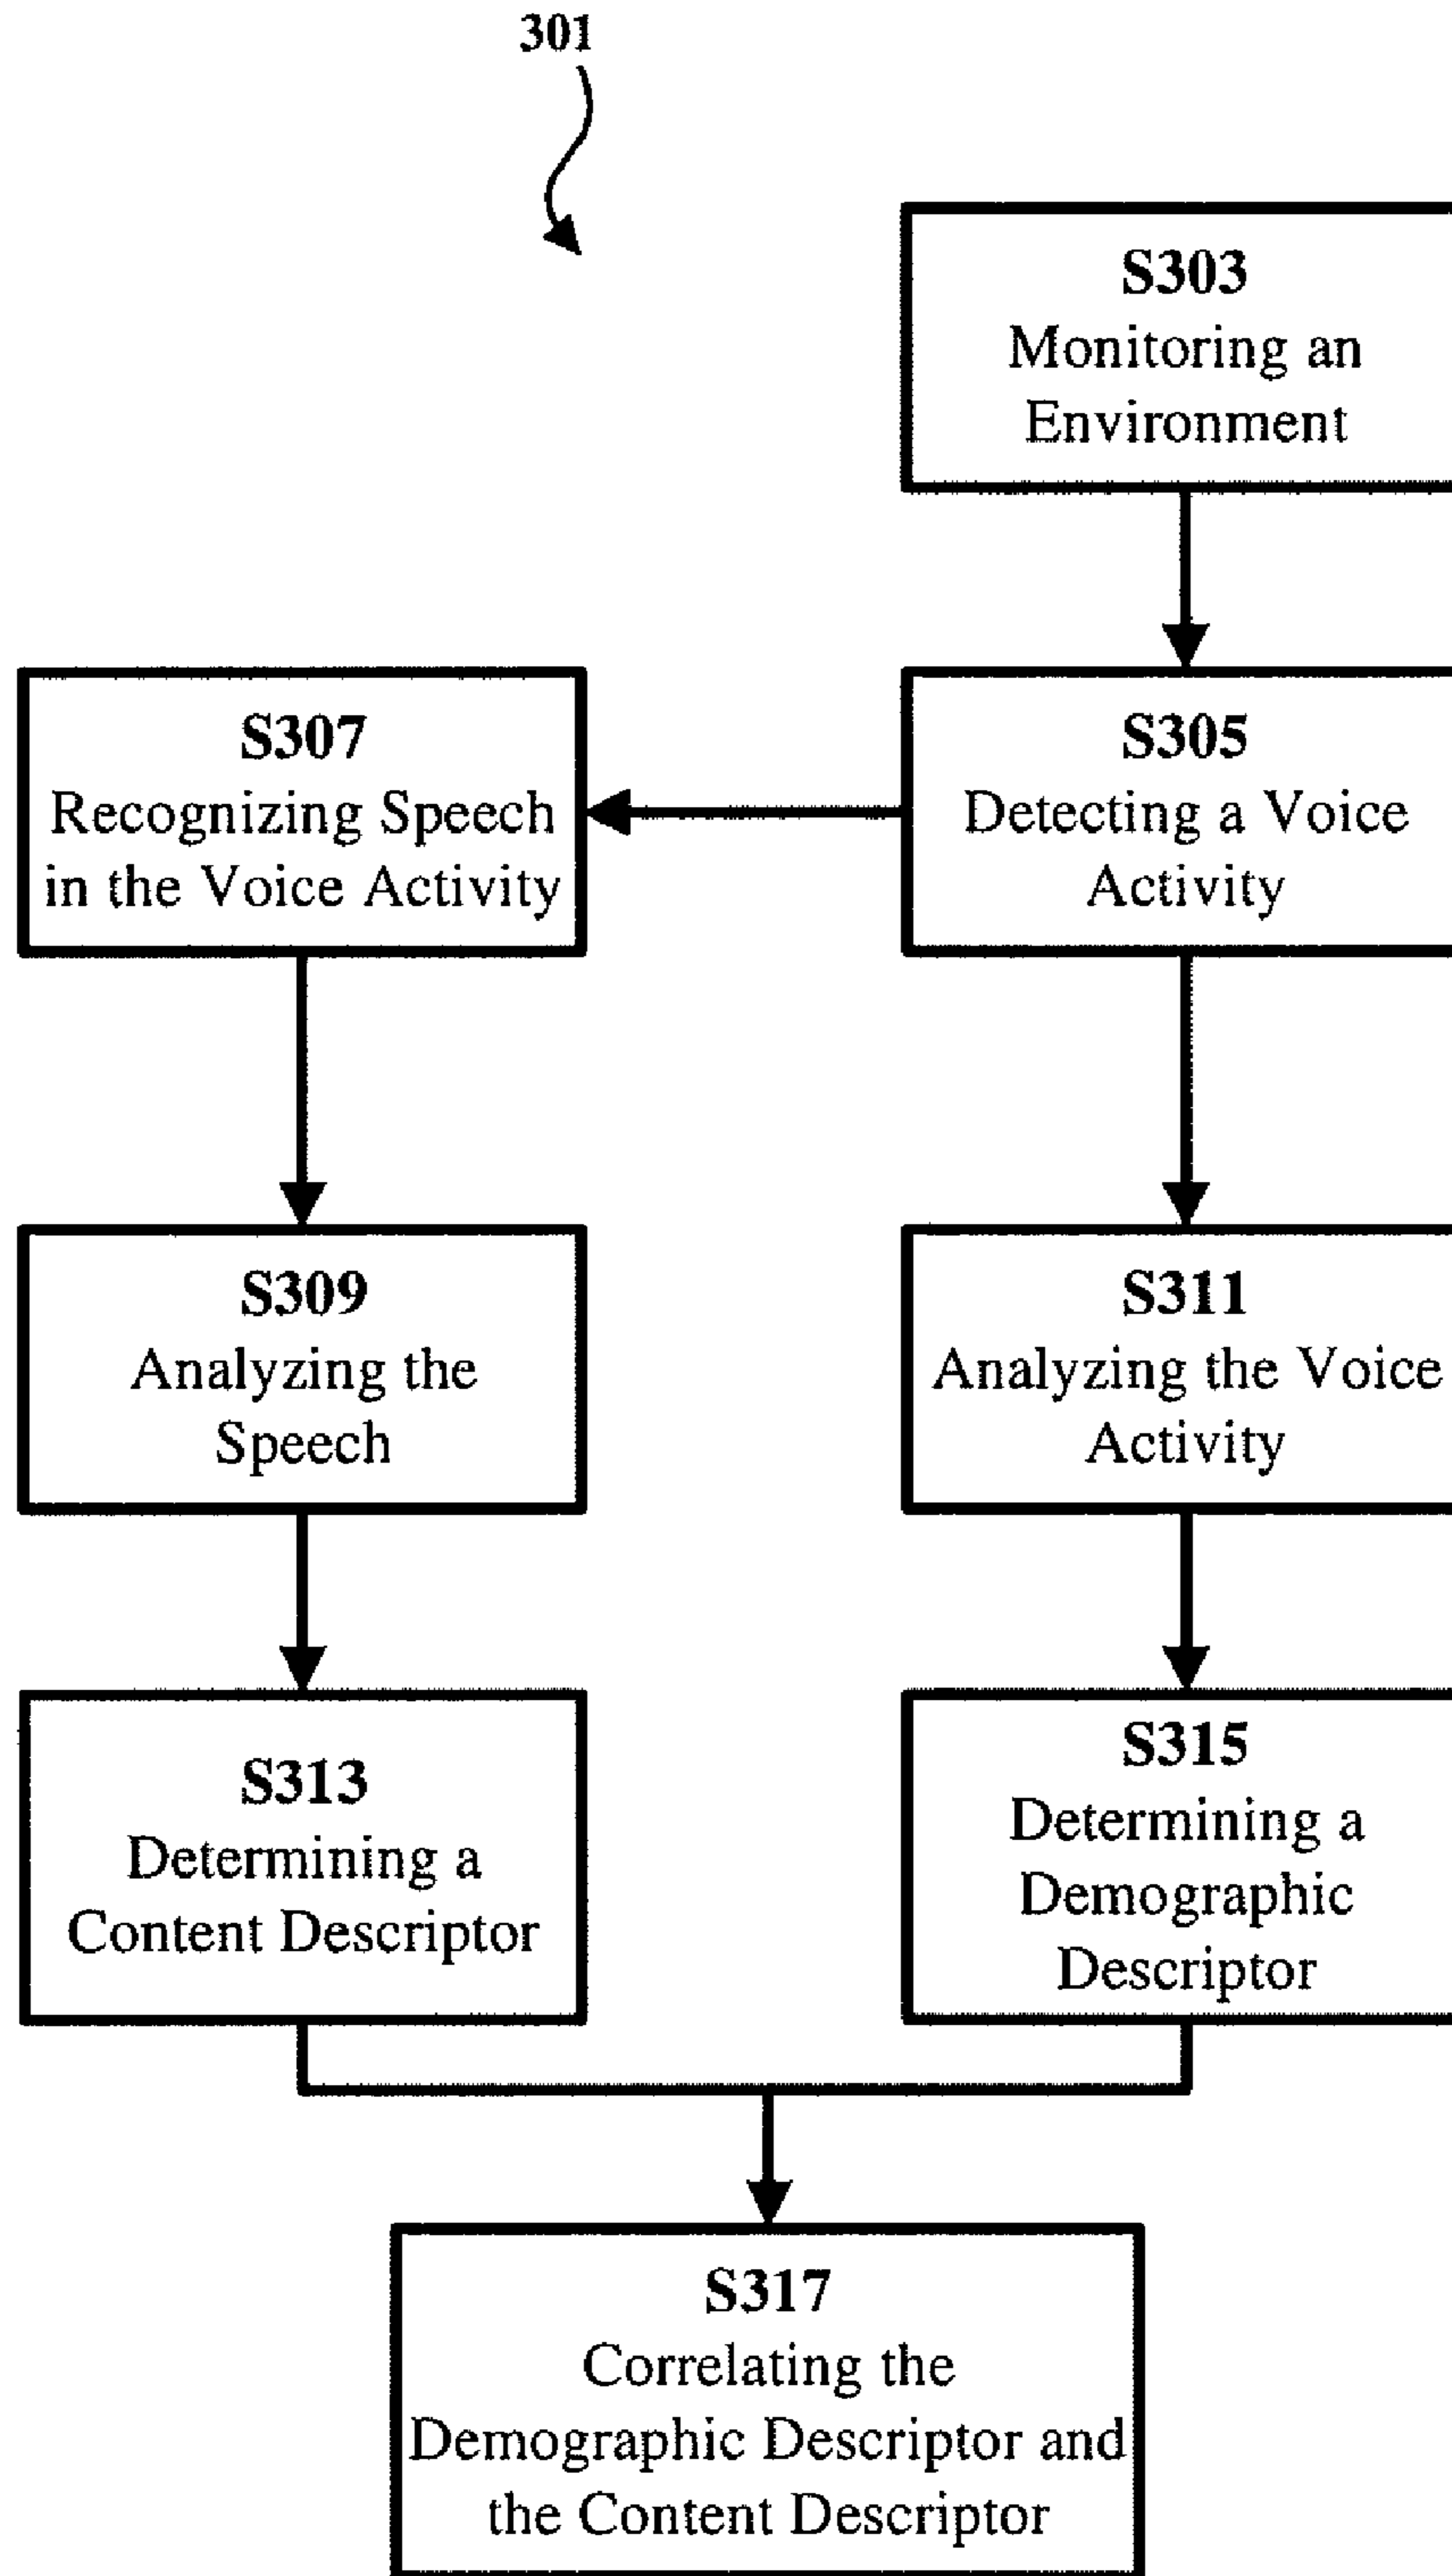 301
S303
Monitoring an
Environment
S307
Recognizing Speech
in the Voice Activity
S305
Detecting a Voice
Activity
S309
Analyzing the
Speech
S311
Analyzing the Voice
Activity
S313
Determining a
Content Descriptor
S315
Determining a
Demographic
Descriptor
S317
Correlating the
Demographic Descriptor and
the Content Descriptor